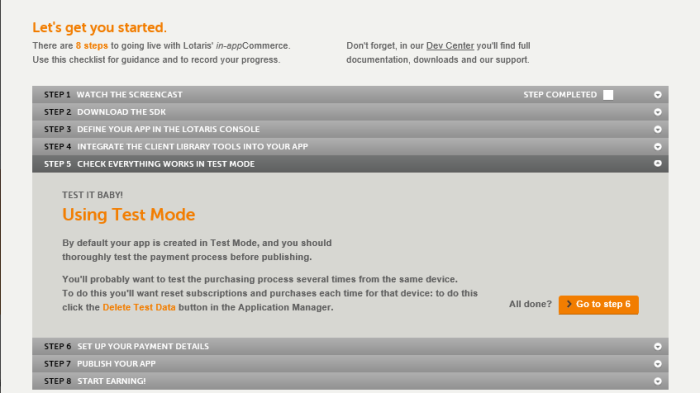 Let's get you started.
There are 8 steps to going live with Lotaris' in-appCommerce.
Use this checklist for guidance and to record your progress.
Don't forget, in our Dev Center you'll find full
documentation, downloads and our support.
STEP 1 WATCH THE SCREENCAST STEP COMPLETED
STEP 2 DOWNLOAD THE SDK
STEP 3 DEFINE YOUR APP IN THE LOTARIS CONSOLE
STEP 4 INTEGRATE THE CLIENT LIBRARY TOOLS INTO YOUR APP
STEP 5 CHECK EVERYTHING WORKS IN TEST MODE
TEST IT BABY!
Using Test Mode
By default your app is created in Test Mode, and you should
thoroughly test the payment process before publishing.
You'll probably want to test the purchasing process several times from the same device.
To do this you'll want reset subscriptions and purchases each time for that device: to do this
click the Delete Test Data button in the Application Manager.
All done? Go to step 6
STEP 6 SET UP YOUR PAYMENT DETAILS
STEP 7 PUBLISH YOUR APP
STEP 8 START EARNING!